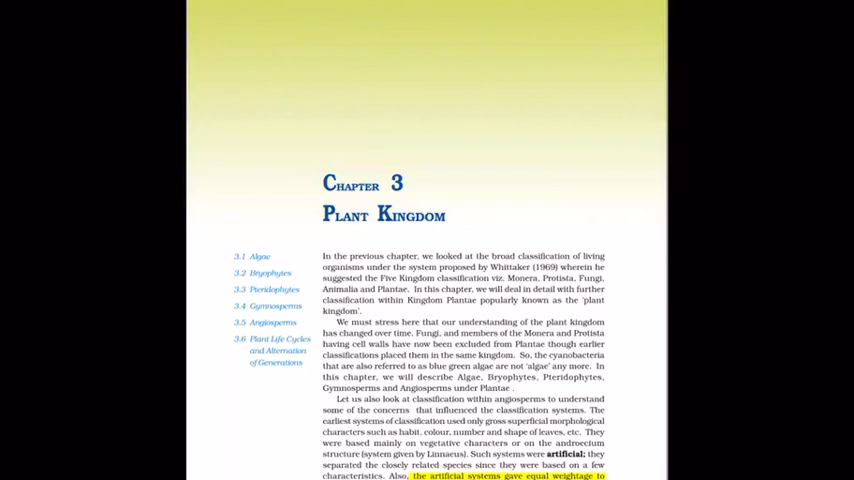 CHAPTER 3
PLANT KINGDOM
3.1 Algae
3.2 Bryophytes
3.3 Pteridophytes
3.4 Gymnosperms
3.5 Angiosperms
3.6 Plant Life Cycles
and Alternation
of Generations
In the previous chapter, we looked at the broad classification of living
organisms under the system proposed by Whittaker (1969) wherein he
suggested the Five Kingdom classification viz. Monera, Protista, Fungi,
Animalia and Plantae. In this chapter, we will deal in detail with further
classification within Kingdom Plantae popularly known as the 'plant
kingdom'.
We must stress here that our understanding of the plant kingdom
has changed over time. Fungi, and members of the Monera and Protista
having cell walls have now been excluded from Plantae though earlier
classifications placed them in the same kingdom. So, the cyanobacteria
that are also referred to as blue green algae are not 'algae' any more. In
this chapter, we will describe Algae, Bryophytes, Pteridophytes,
Gymnosperms and Angiosperms under Plantae .
Let us also look at classification within angiosperms to understand
some of the concerns that influenced the classification systems. The
earliest systems of classification used only gross superficial morphological
characters such as habit, colour, number and shape of leaves, etc. They
were based mainly on vegetative characters or on the androecium
structure (system given by Linnaeus). Such systems were artificial; they
separated the closely related species since they were based on a few
characteristics. Also, the artificial systems gave equal weightage to